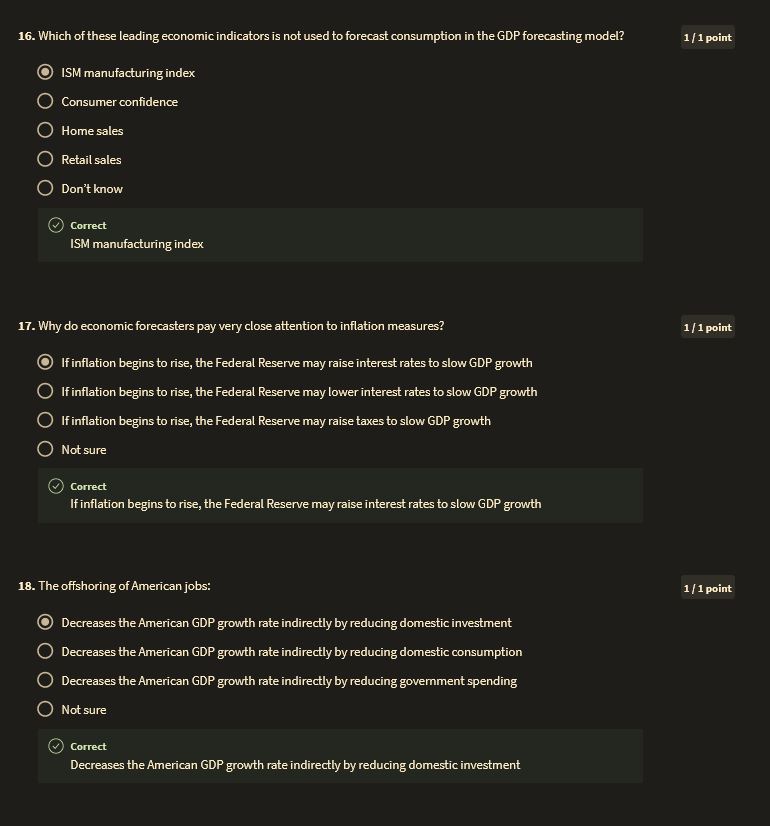 16. Which of these leading economic indicators is not used to forecast consumption in the GDP forecasting model?
1 / 1 point
ISM manufacturing index
Consumer confidence
Home sales
Retail sales
Don't know
Correct
ISM manufacturing index
17. Why do economic forecasters pay very close attention to inflation measures?
1 / 1 point
If inflation begins to rise, the Federal Reserve may raise interest rates to slow GDP growth
If inflation begins to rise, the Federal Reserve may lower interest rates to slow GDP growth
If inflation begins to rise, the Federal Reserve may raise taxes to slow GDP growth
Not sure
Correct
If inflation begins to rise, the Federal Reserve may raise interest rates to slow GDP growth
18. The offshoring of American jobs:
1 / 1 point
Decreases the American GDP growth rate indirectly by reducing domestic investment
Decreases the American GDP growth rate indirectly by reducing domestic consumption
Decreases the American GDP growth rate indirectly by reducing government spending
Not sure
Correct
Decreases the American GDP growth rate indirectly by reducing domestic investment